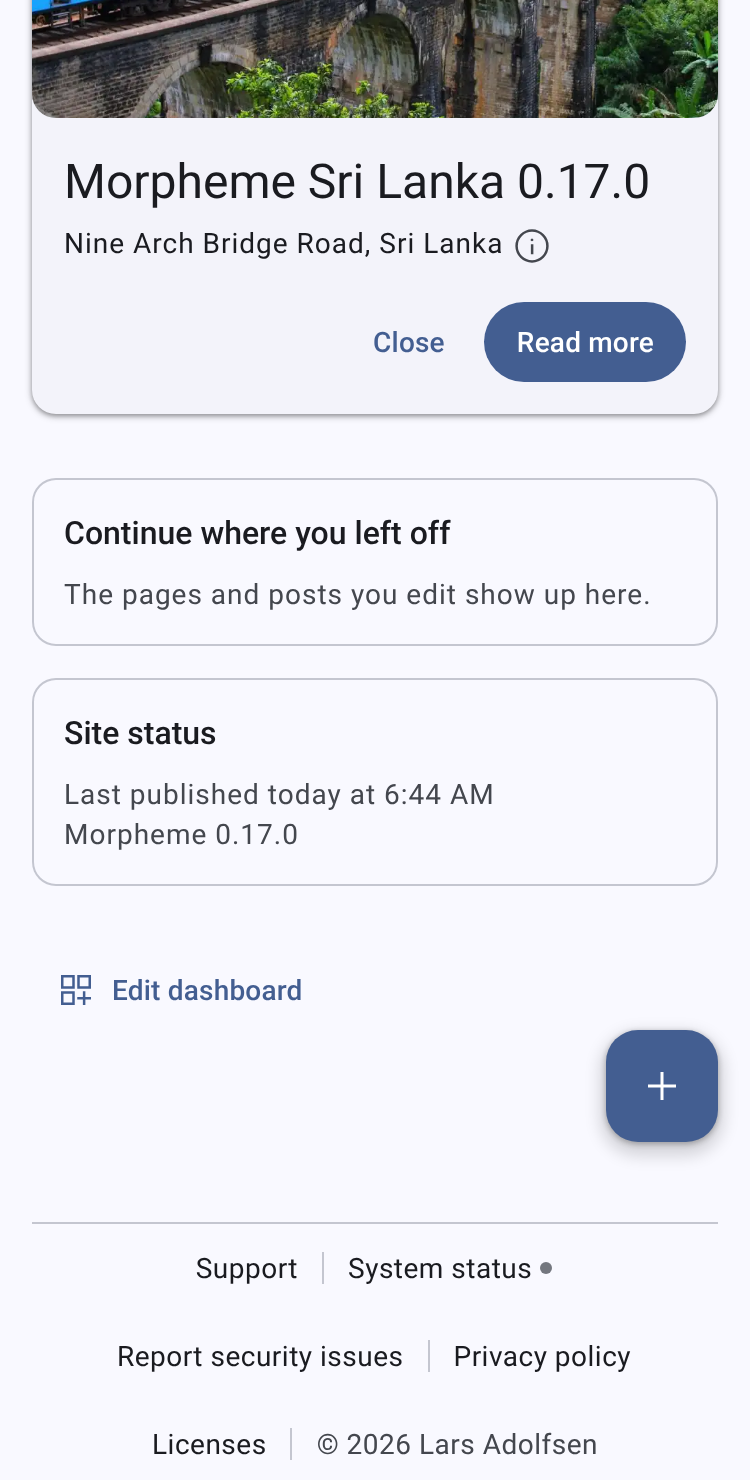 Morpheme Sri Lanka 0.17.0
Nine Arch Bridge Road, Sri Lanka
Close
Read more
Continue where you left off
The pages and posts you edit show up here.
Site status
Last published today at 6:44 AM
Morpheme 0.17.0
Edit dashboard
Support
System status
Report security issues
Privacy policy
Licenses
© 2026 Lars Adolfsen